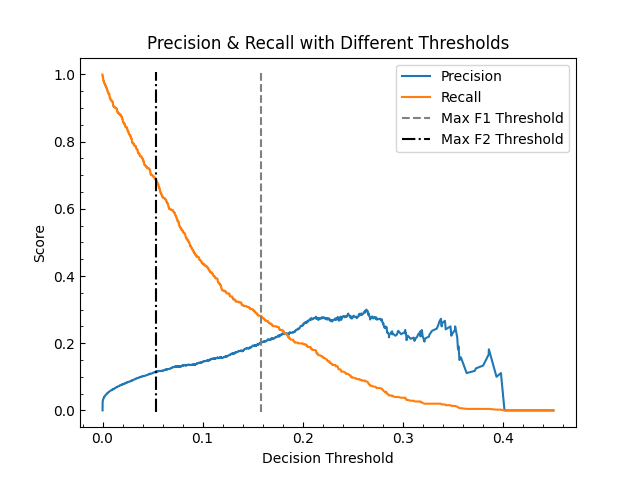 Precision & Recall with Different Thresholds
Precision
Recall
Max F1 Threshold
Max F2 Threshold
Score
1.0
0.8
0.6
0.4
0.2
0.0
0.0 0.1 0.2 0.3 0.4
Decision Threshold